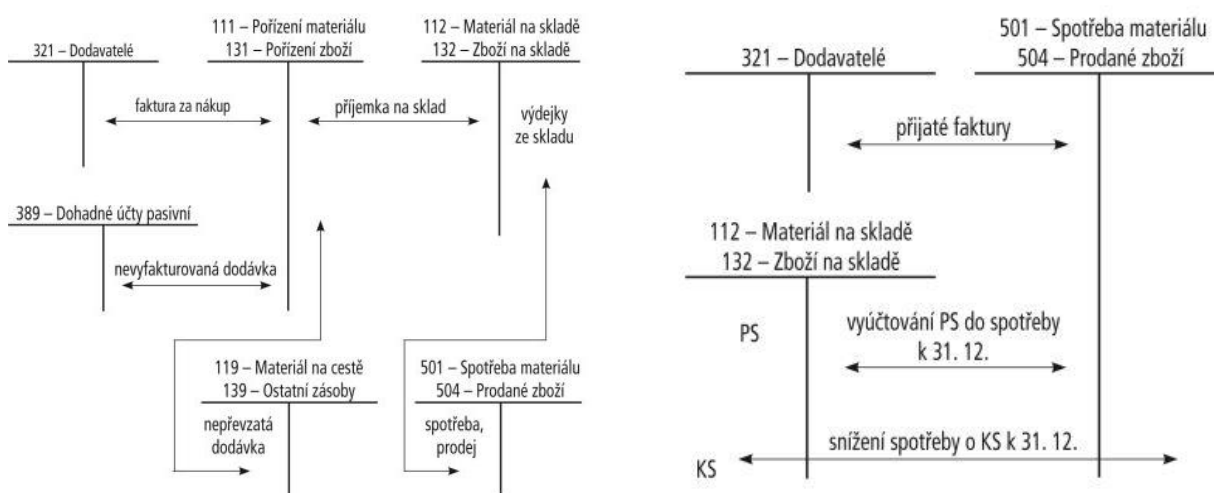 111 – Pořízení materiálu
131 – Pořízení zboží
112 – Materiál na skladě
132 – Zboží na skladě
321 – Dodavatelé
faktura za nákup
příjemka na sklad
výdejky
ze skladu
389 – Dohadné účty pasivní
nevyfakturovaná dodávka
119 – Materiál na cestě
139 – Ostatní zásoby
501 – Spotřeba materiálu
504 – Prodané zboží
nepřevzatá
dodávka
spotřeba,
prodej
321 – Dodavatelé
501 – Spotřeba materiálu
504 – Prodané zboží
přijaté faktury
112 – Materiál na skladě
132 – Zboží na skladě
PS
vyúčtování PS do spotřeby
k 31. 12.
snížení spotřeby o KS k 31. 12.
KS